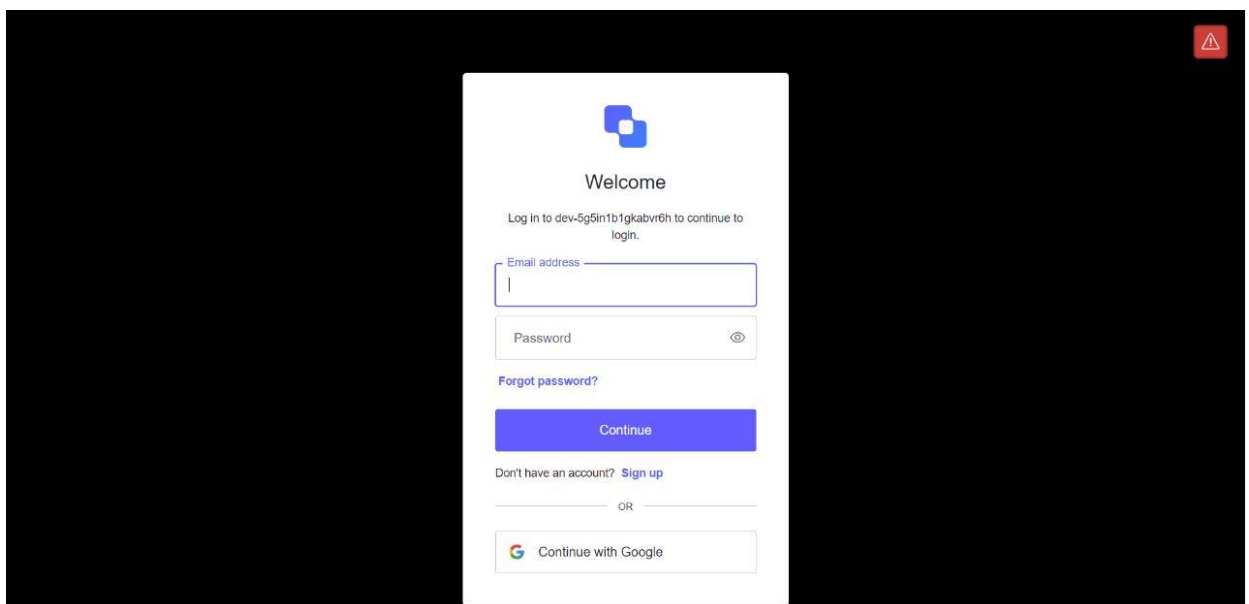 Welcome
Log in to dev-5g5in1b1gkabvr6h to continue to
login.
Email address
Password
Forgot password?
Continue
Don't have an account? Sign up
OR
Continue with Google